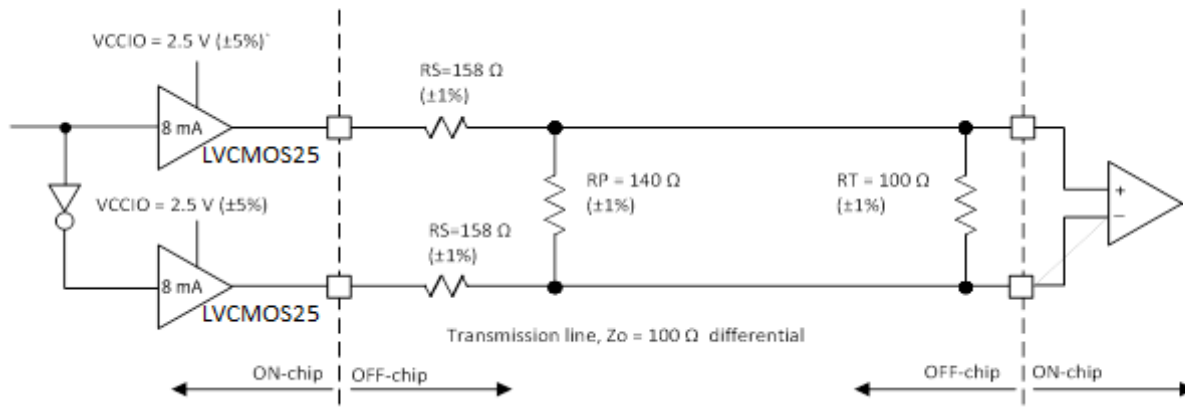 VCCIO = 2.5 V (±5%)`
8 mA
LVCMOS25
RS=158 Ω
(±1%)
RP = 140 Ω
(±1%)
RT = 100 Ω
(±1%)
+
−
VCCIO = 2.5 V (±5%)
8 mA
LVCMOS25
RS=158 Ω
(±1%)
Transmission line, Zo = 100 Ω differential
ON-chip
OFF-chip
OFF-chip
ON-chip